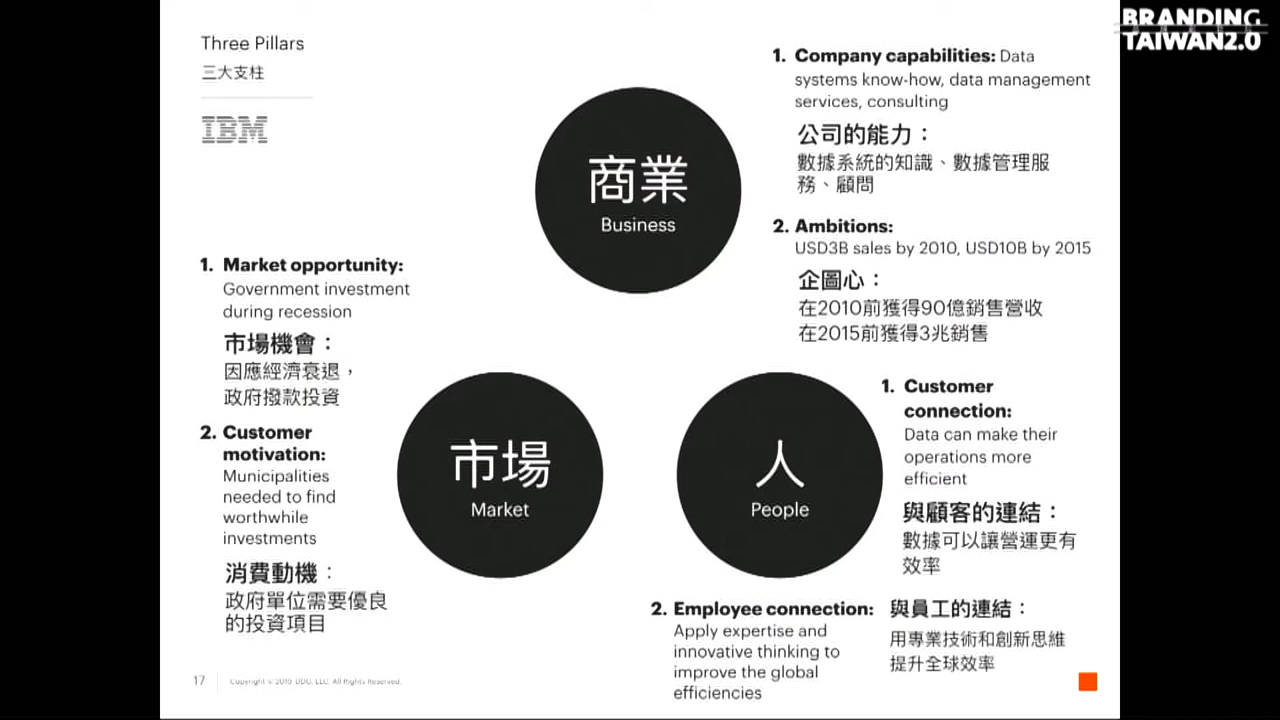 BRANDING
TAIWAN2.0
Three Pillars
三大支柱
IBM
1. Company capabilities: Data
systems know-how, data management
services, consulting
公司的能力：
數據系統的知識、數據管理服
務、顧問
2. Ambitions:
USD3B sales by 2010, USD10B by 2015
企圖心：
在2010前獲得90億銷售營收
在2015前獲得3兆銷售
商業
Business
1. Market opportunity:
Government investment
during recession
市場機會：
因應經濟衰退，
政府撥款投資
2. Customer
motivation:
Municipalities
needed to find
worthwhile
investments
消費動機：
政府單位需要優良
的投資項目
市場
Market
人
People
1. Customer
connection:
Data can make their
operations more
efficient
與顧客的連結：
數據可以讓營運更有
效率
2. Employee connection:
Apply expertise and
innovative thinking to
improve the global
efficiencies
與員工的連結：
用專業技術和創新思維
提升全球效率
17
Copyright © 2010 DDG, LLC. All Rights Reserved.